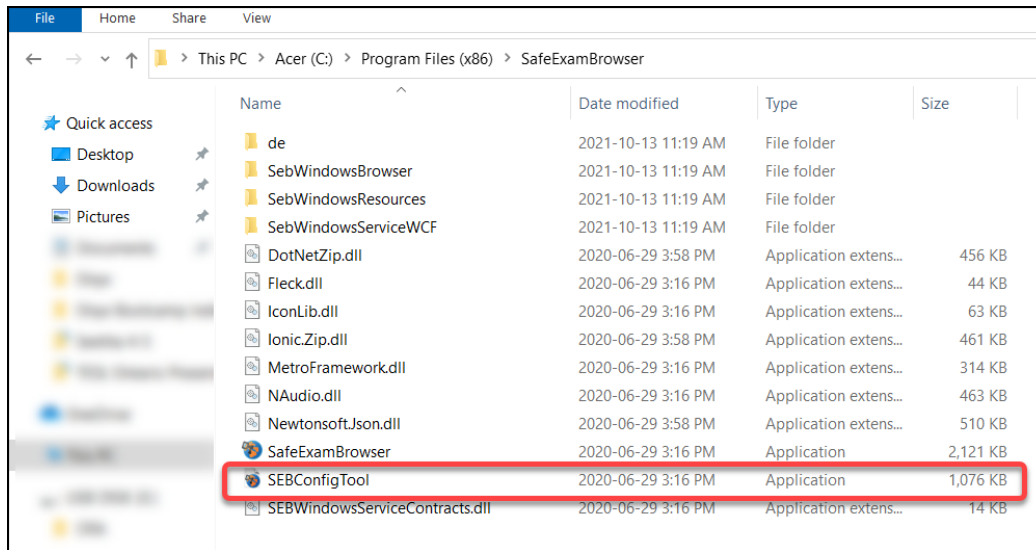 File Home Share View
This PC > Acer (C:) > Program Files (x86) > SafeExamBrowser
Name Date modified Type Size
Quick access
Desktop
Downloads
Pictures
de 2021-10-13 11:19 AM File folder
SebWindowsBrowser 2021-10-13 11:19 AM File folder
SebWindowsResources 2021-10-13 11:19 AM File folder
SebWindowsServiceWCF 2021-10-13 11:19 AM File folder
DotNetZip.dll 2020-06-29 3:58 PM Application extens... 456 KB
Fleck.dll 2020-06-29 3:16 PM Application extens... 44 KB
IconLib.dll 2020-06-29 3:16 PM Application extens... 63 KB
Ionic.Zip.dll 2020-06-29 3:58 PM Application extens... 461 KB
MetroFramework.dll 2020-06-29 3:16 PM Application extens... 314 KB
NAudio.dll 2020-06-29 3:16 PM Application extens... 463 KB
Newtonsoft.Json.dll 2020-06-29 3:58 PM Application extens... 510 KB
SafeExamBrowser 2020-06-29 3:16 PM Application 2,121 KB
SEBConfigTool 2020-06-29 3:16 PM Application 1,076 KB
SEBWindowsServiceContracts.dll 2020-06-29 3:16 PM Application extens... 14 KB